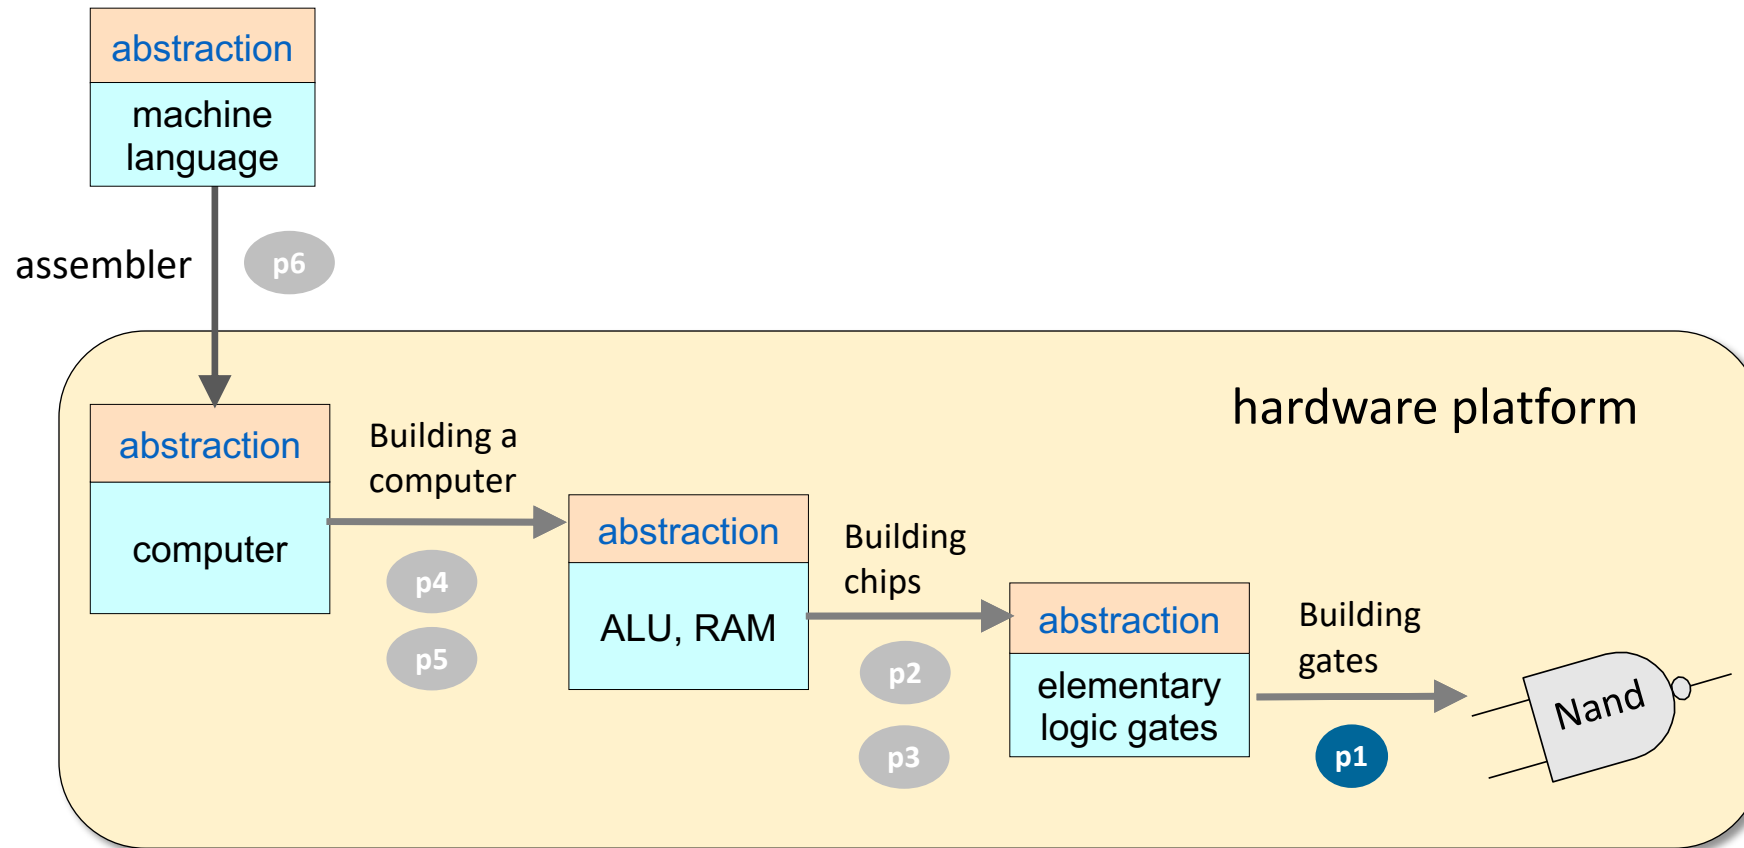 abstraction
machine
language
assembler
p6
hardware platform
abstraction
computer
Building a
computer
p4
p5
abstraction
ALU, RAM
Building
chips
p2
p3
abstraction
elementary
logic gates
Building
gates
p1
Nand